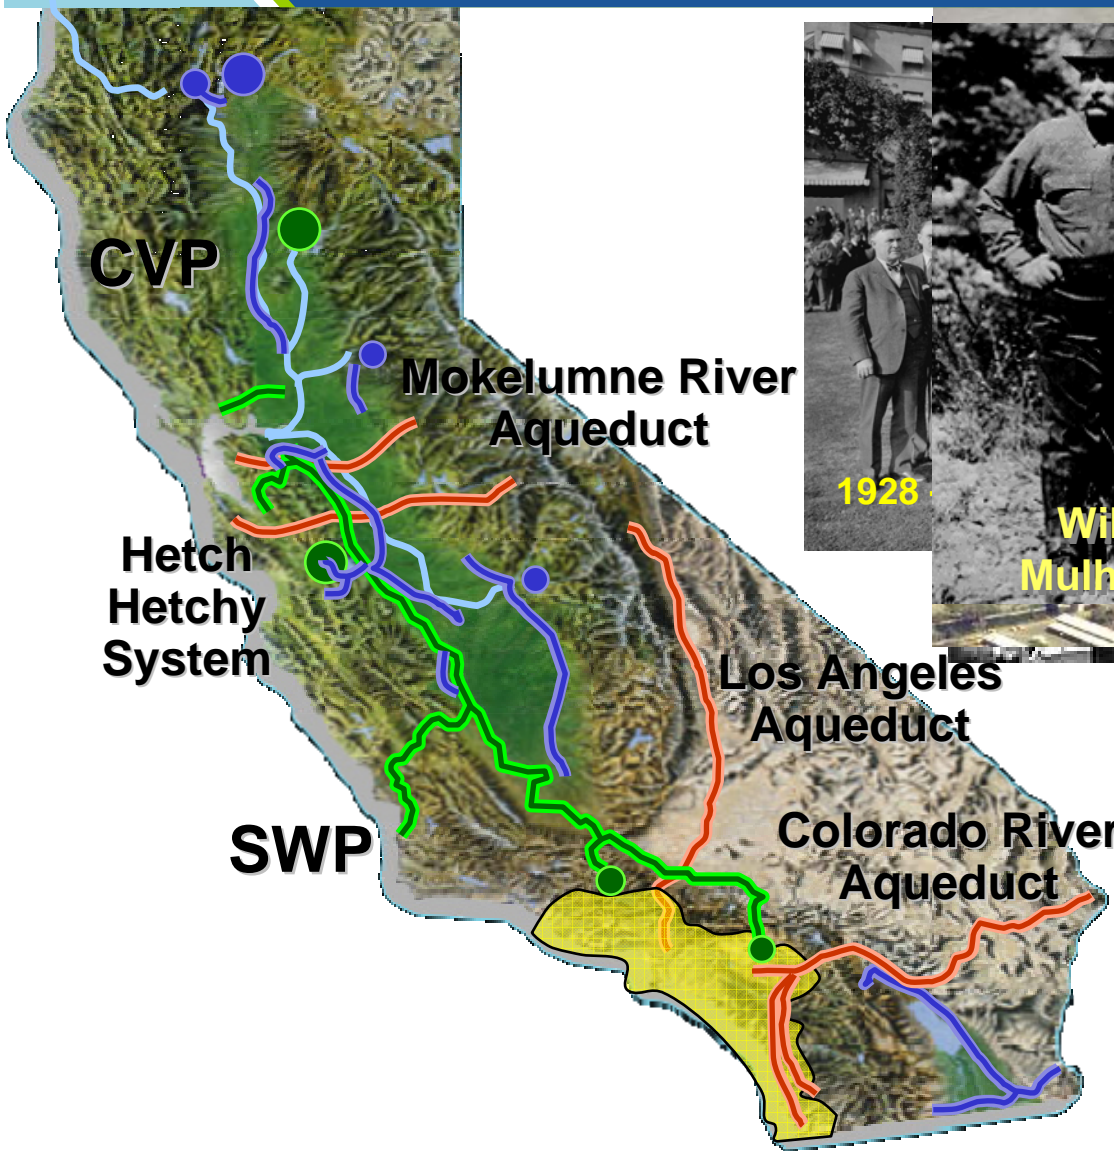 CVP
Mokelumne River
Aqueduct
1928 -
Hetch
Hetchy
System
Los Angeles
Aqueduct
SWP
Colorado River
Aqueduct